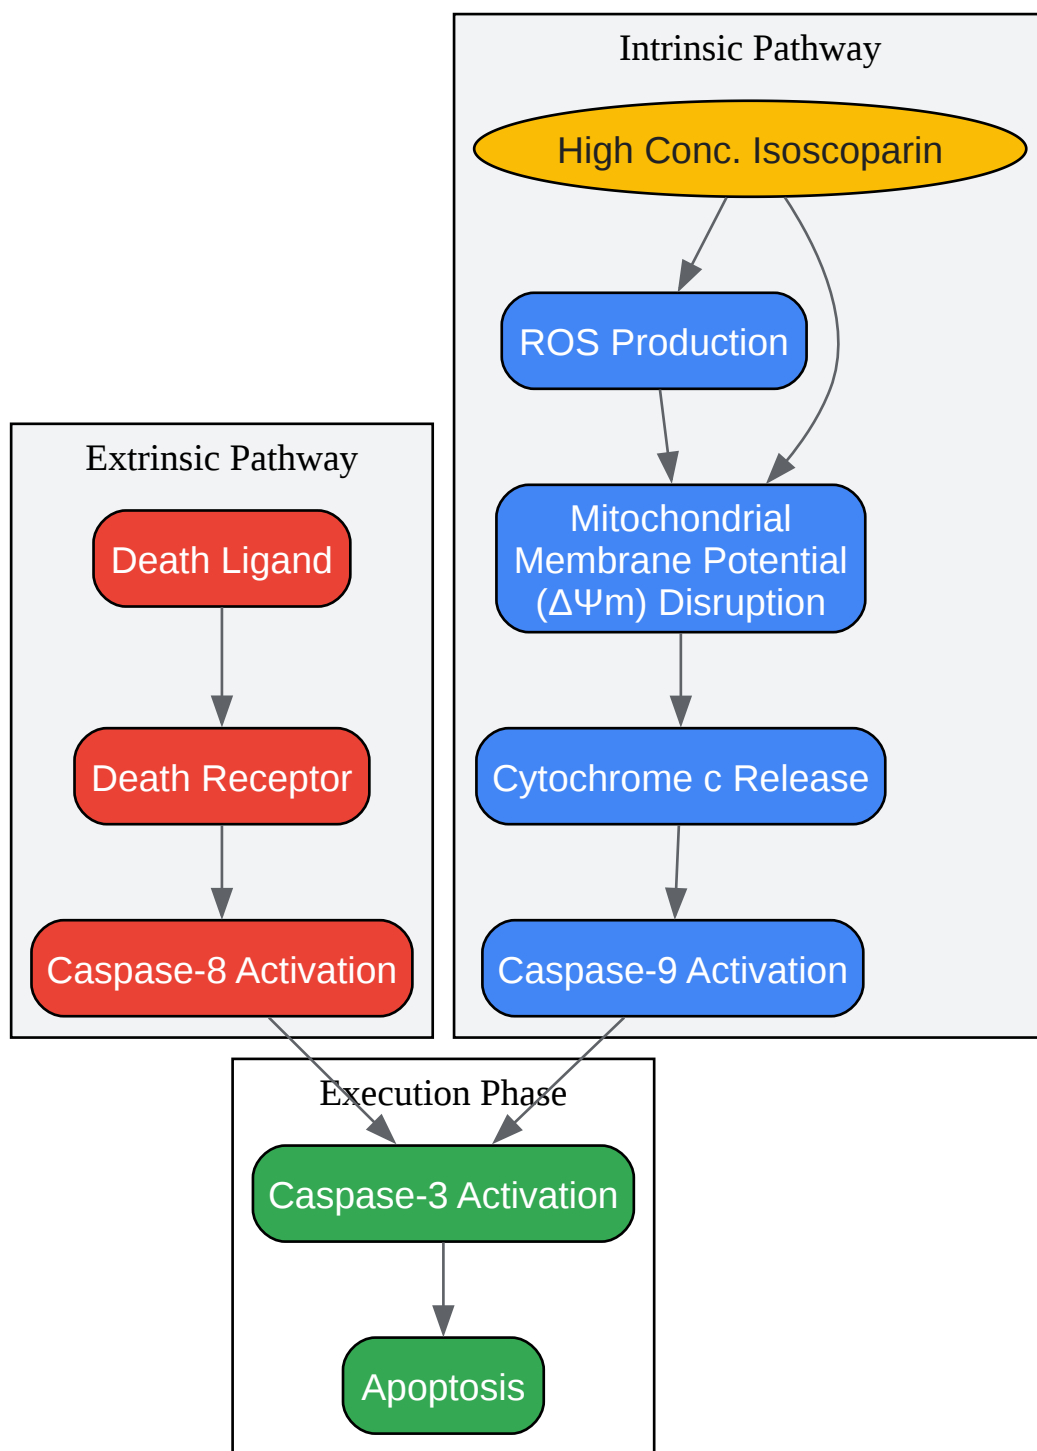 Intrinsic Pathway
High Conc. Isoscoparin
ROS Production
Mitochondrial
Membrane Potential
(ΔΨm) Disruption
Cytochrome c Release
Caspase-9 Activation
Extrinsic Pathway
Death Ligand
Death Receptor
Caspase-8 Activation
Execution Phase
Caspase-3 Activation
Apoptosis